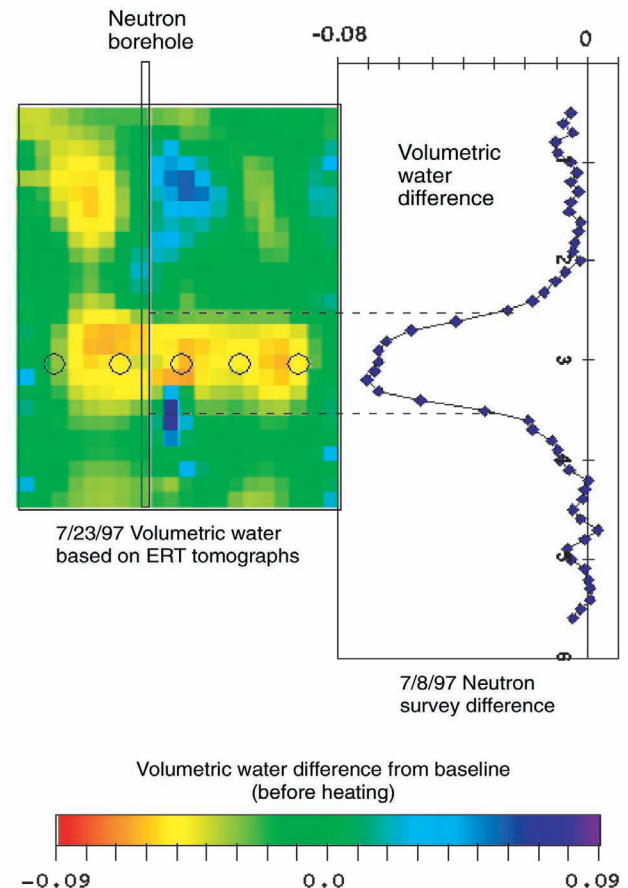 Neutron
borehole
-0.08
0
Volumetric
water
difference
1
2
3
4
5
6
7/23/97 Volumetric water
based on ERT tomographs
7/8/97 Neutron
survey difference
Volumetric water difference from baseline
(before heating)
-0.09
0.0
0.09